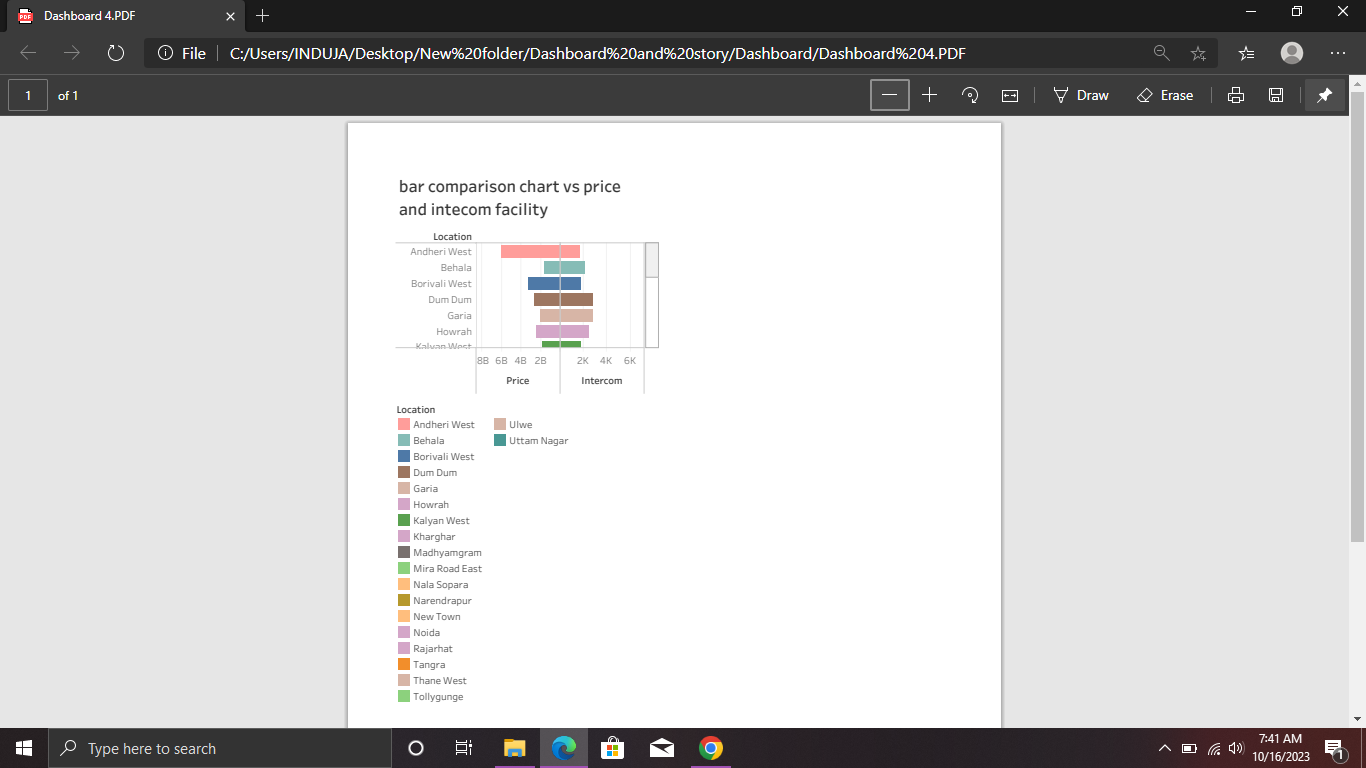 Dashboard 4.PDF
File
C:/Users/INDUJA/Desktop/New%20folder/Dashboard%20and%20story/Dashboard/Dashboard%204.PDF
1 of 1
Draw
Erase
bar comparison chart vs price
and intecom facility
Location
Andheri West
Behala
Borivali West
Dum Dum
Garia
Howrah
Kalyan West
8B 6B 4B 2B 2K 4K 6K
Price Intercom
Location
Andheri West Ulwe
Behala Uttam Nagar
Borivali West
Dum Dum
Garia
Howrah
Kalyan West
Kharghar
Madhyamgram
Mira Road East
Nala Sopara
Narendrapur
New Town
Noida
Rajarhat
Tangra
Thane West
Tollygunge
Type here to search
7:41 AM
10/16/2023
1